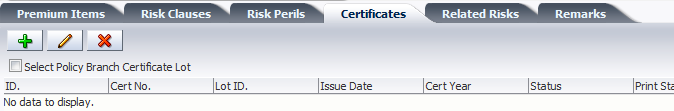 Premium Items Risk Clauses Risk Perils Certificates Related Risks Remarks
Select Policy Branch Certificate Lot
ID. Cert No. Lot ID. Issue Date Cert Year Status Print Sta
No data to display.